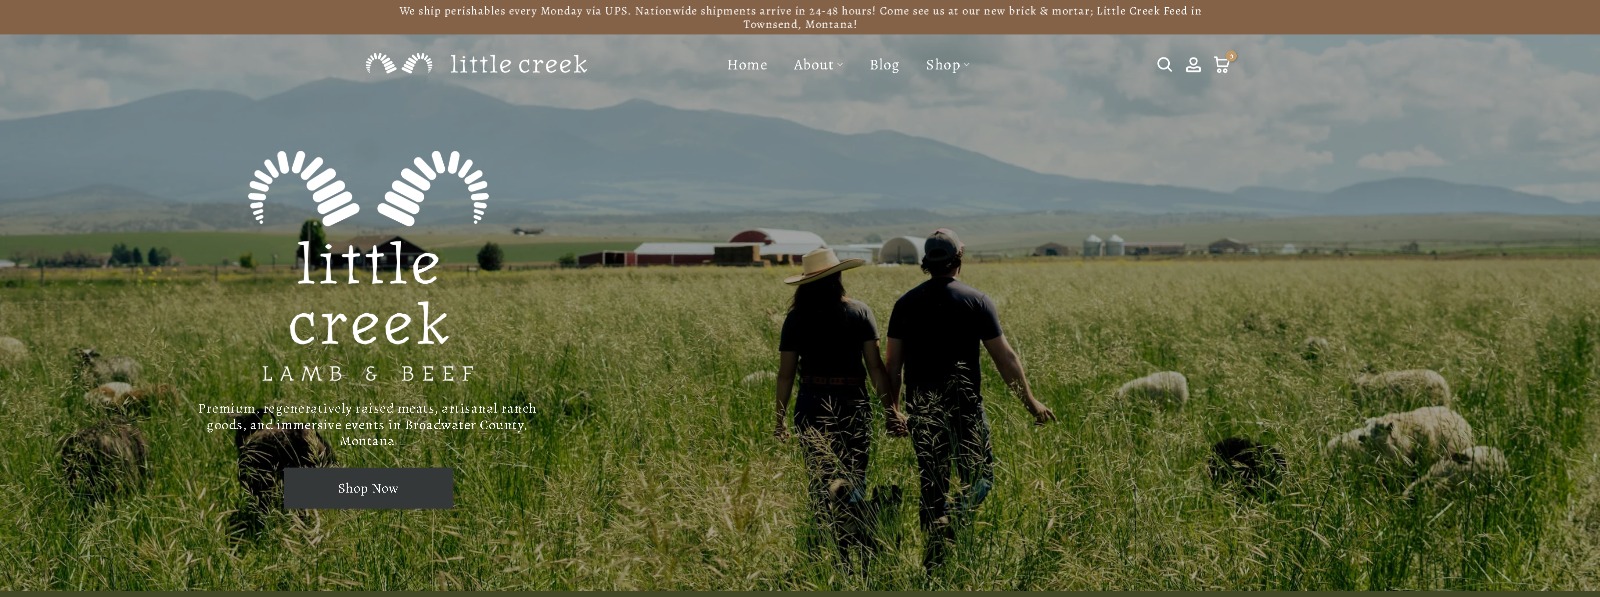 We ship perishables every Monday via UPS. Nationwide shipments arrive in 24-48 hours! Come see us at our new brick & mortar; Little Creek Feed in
Townsend, Montana!
little creek
Home About Blog Shop
little
creek
LAMB & BEEF
Premium, regeneratively raised meats, artisanal ranch
goods, and immersive events in Broadwater County,
Montana.
Shop Now